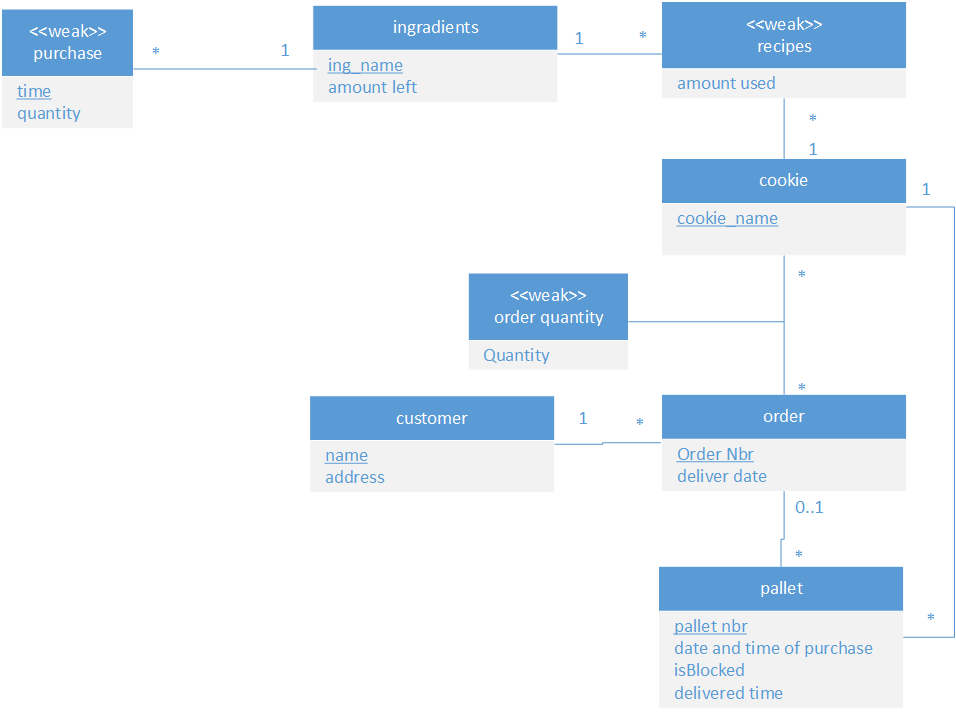 <<weak>>
purchase
time
quantity
*
1
ingradients
ing_name
amount left
1
*
<<weak>>
recipes
amount used
*
1
cookie
cookie_name
1
*
<<weak>>
order quantity
Quantity
*
customer
name
address
1
*
order
Order Nbr
deliver date
0..1
*
pallet
pallet nbr
date and time of purchase
isBlocked
delivered time
*